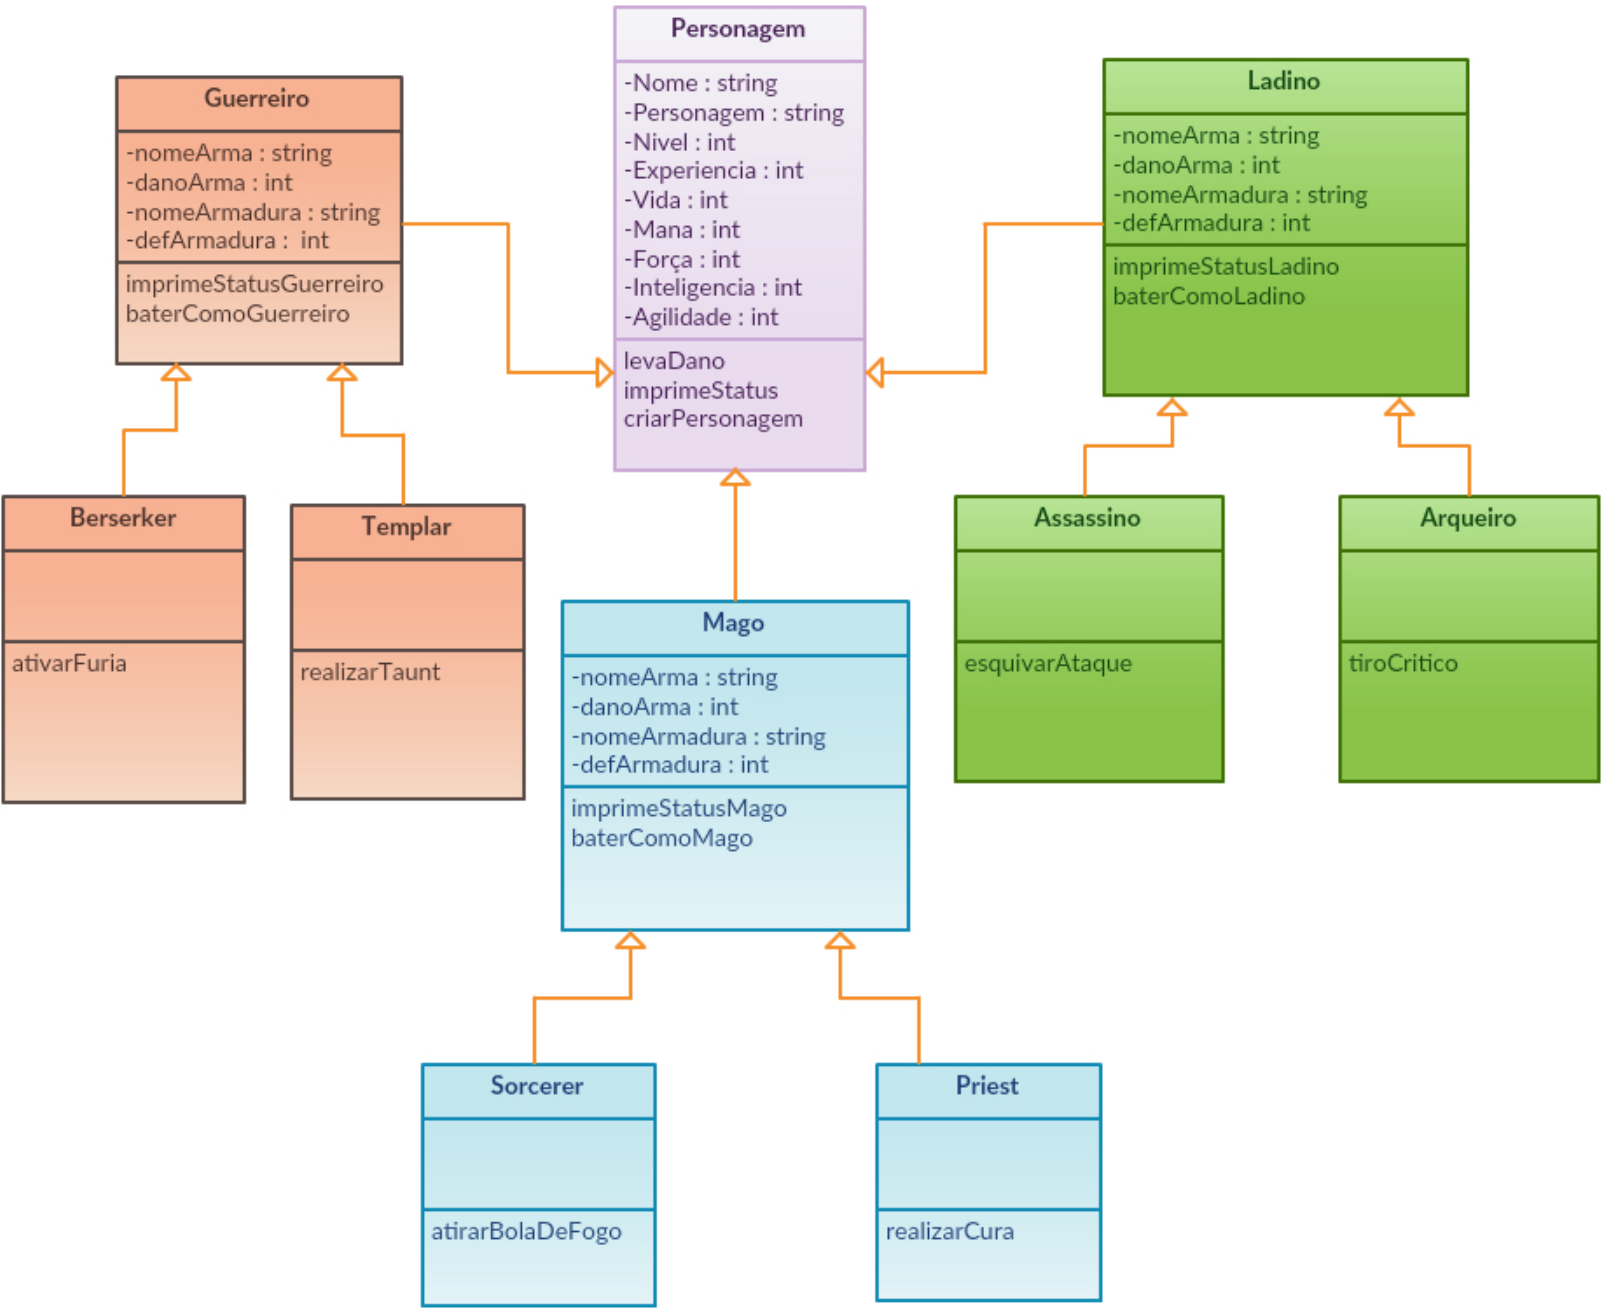 Personagem
-Nome : string
-Personagem : string
-Nivel : int
-Experiencia : int
-Vida : int
-Mana : int
-Força : int
-Inteligencia : int
-Agilidade : int
levaDano
imprimeStatus
criarPersonagem
Guerreiro
-nomeArma : string
-danoArma : int
-nomeArmadura : string
-defArmadura :  int
imprimeStatusGuerreiro
baterComoGuerreiro
Ladino
-nomeArma : string
-danoArma : int
-nomeArmadura : string
-defArmadura : int
imprimeStatusLadino
baterComoLadino
Berserker
ativarFuria
Templar
realizarTaunt
Assassino
esquivarAtaque
Arqueiro
tiroCritico
Mago
-nomeArma : string
-danoArma : int
-nomeArmadura : string
-defArmadura : int
imprimeStatusMago
baterComoMago
Sorcerer
atirarBolaDeFogo
Priest
realizarCura